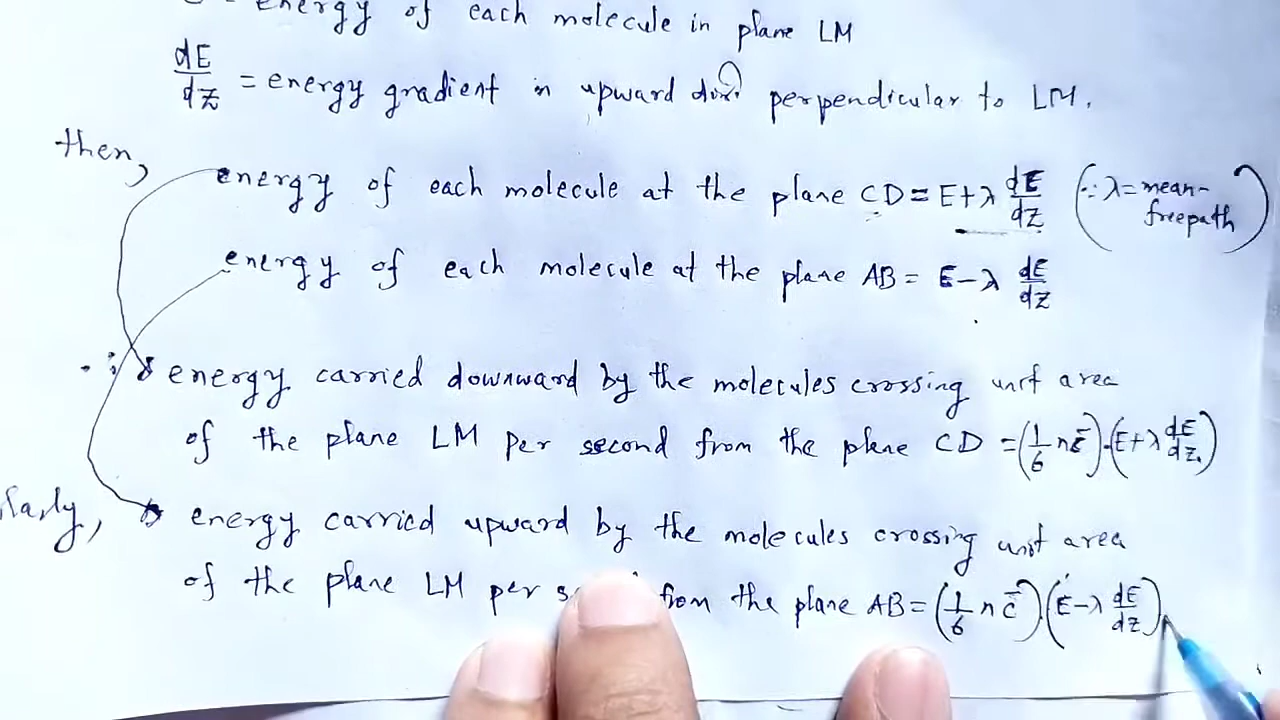 energy of each molecule in plane LM
dE/dz = energy gradient in upward dirⁿ perpendicular to LM.
then,
energy of each molecule at the plane CD = E+λ dE/dz (∵ λ = mean-freepath)
energy of each molecule at the plane AB = E-λ dE/dz
∴ energy carried downward by the molecules crossing unit area
of the plane LM per second from the plane CD = (1/6 n c̄).(E+λ dE/dz)
energy carried upward by the molecules crossing unit area
of the plane LM per from the plane AB = (1/6 n c̄).(E-λ dE/dz)